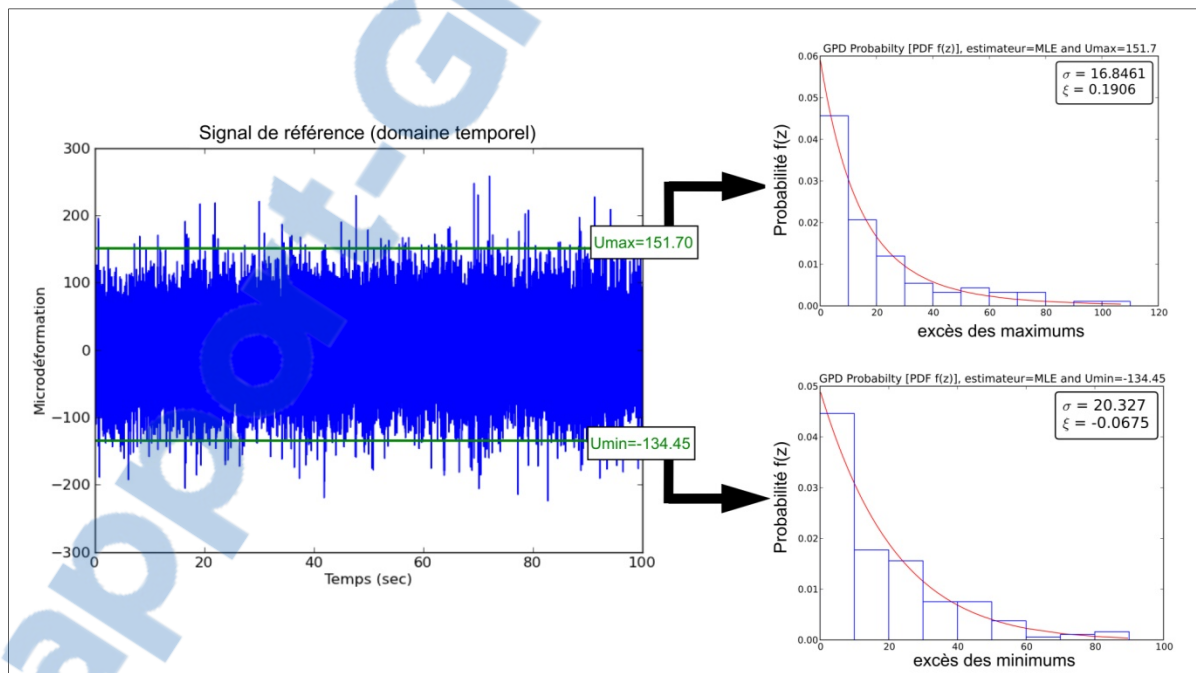 Signal de référence (domaine temporel)
300
200
100
0
−100
−200
−300
Microdéformation
0
20
40
60
80
100
Temps (sec)
Umax=151.70
Umin=-134.45
GPD Probabilty [PDF f(z)], estimateur=MLE and Umax=151.7
σ = 16.8461
ξ = 0.1906
0.06
0.05
0.04
0.03
0.02
0.01
0.00
Probabilité f(z)
0
20
40
60
80
100
120
excès des maximums
GPD Probabilty [PDF f(z)], estimateur=MLE and Umin=-134.45
σ = 20.327
ξ = -0.0675
0.05
0.04
0.03
0.02
0.01
0.00
Probabilité f(z)
0
20
40
60
80
100
excès des minimums